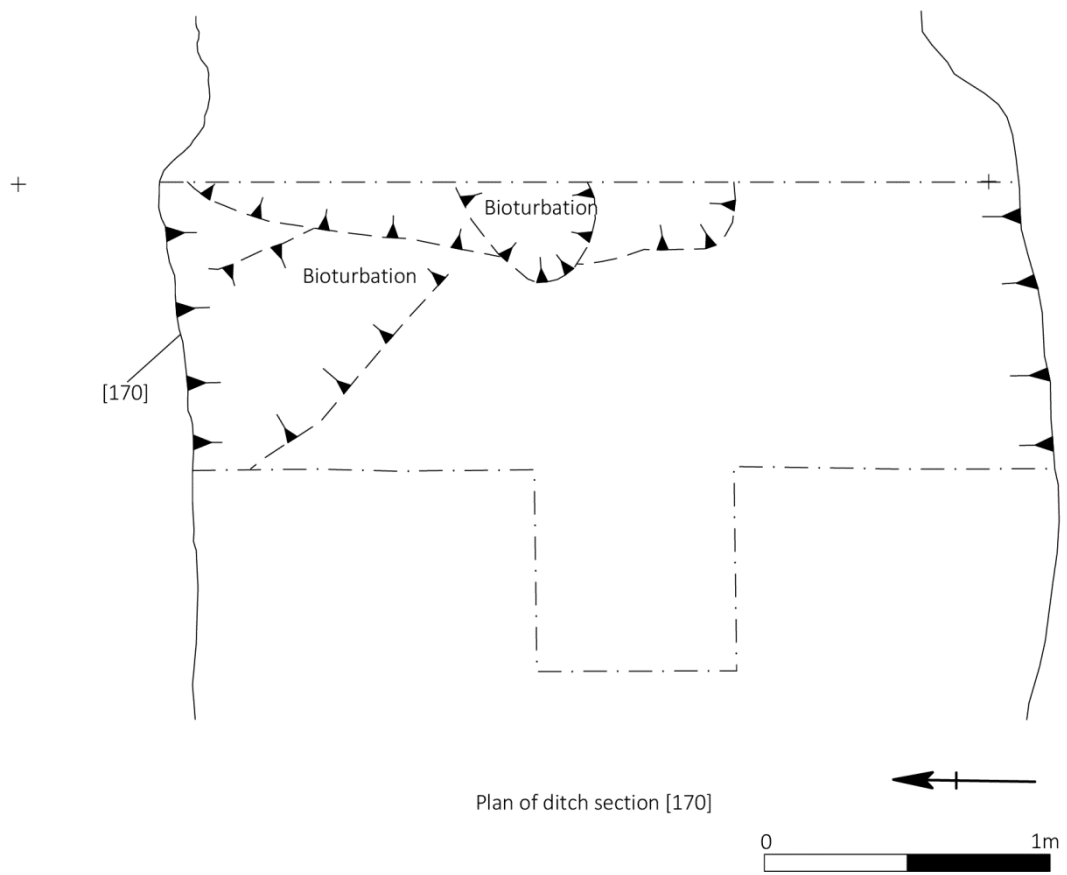 Bioturbation
Bioturbation
[170]
Plan of ditch section [170]
0 1m